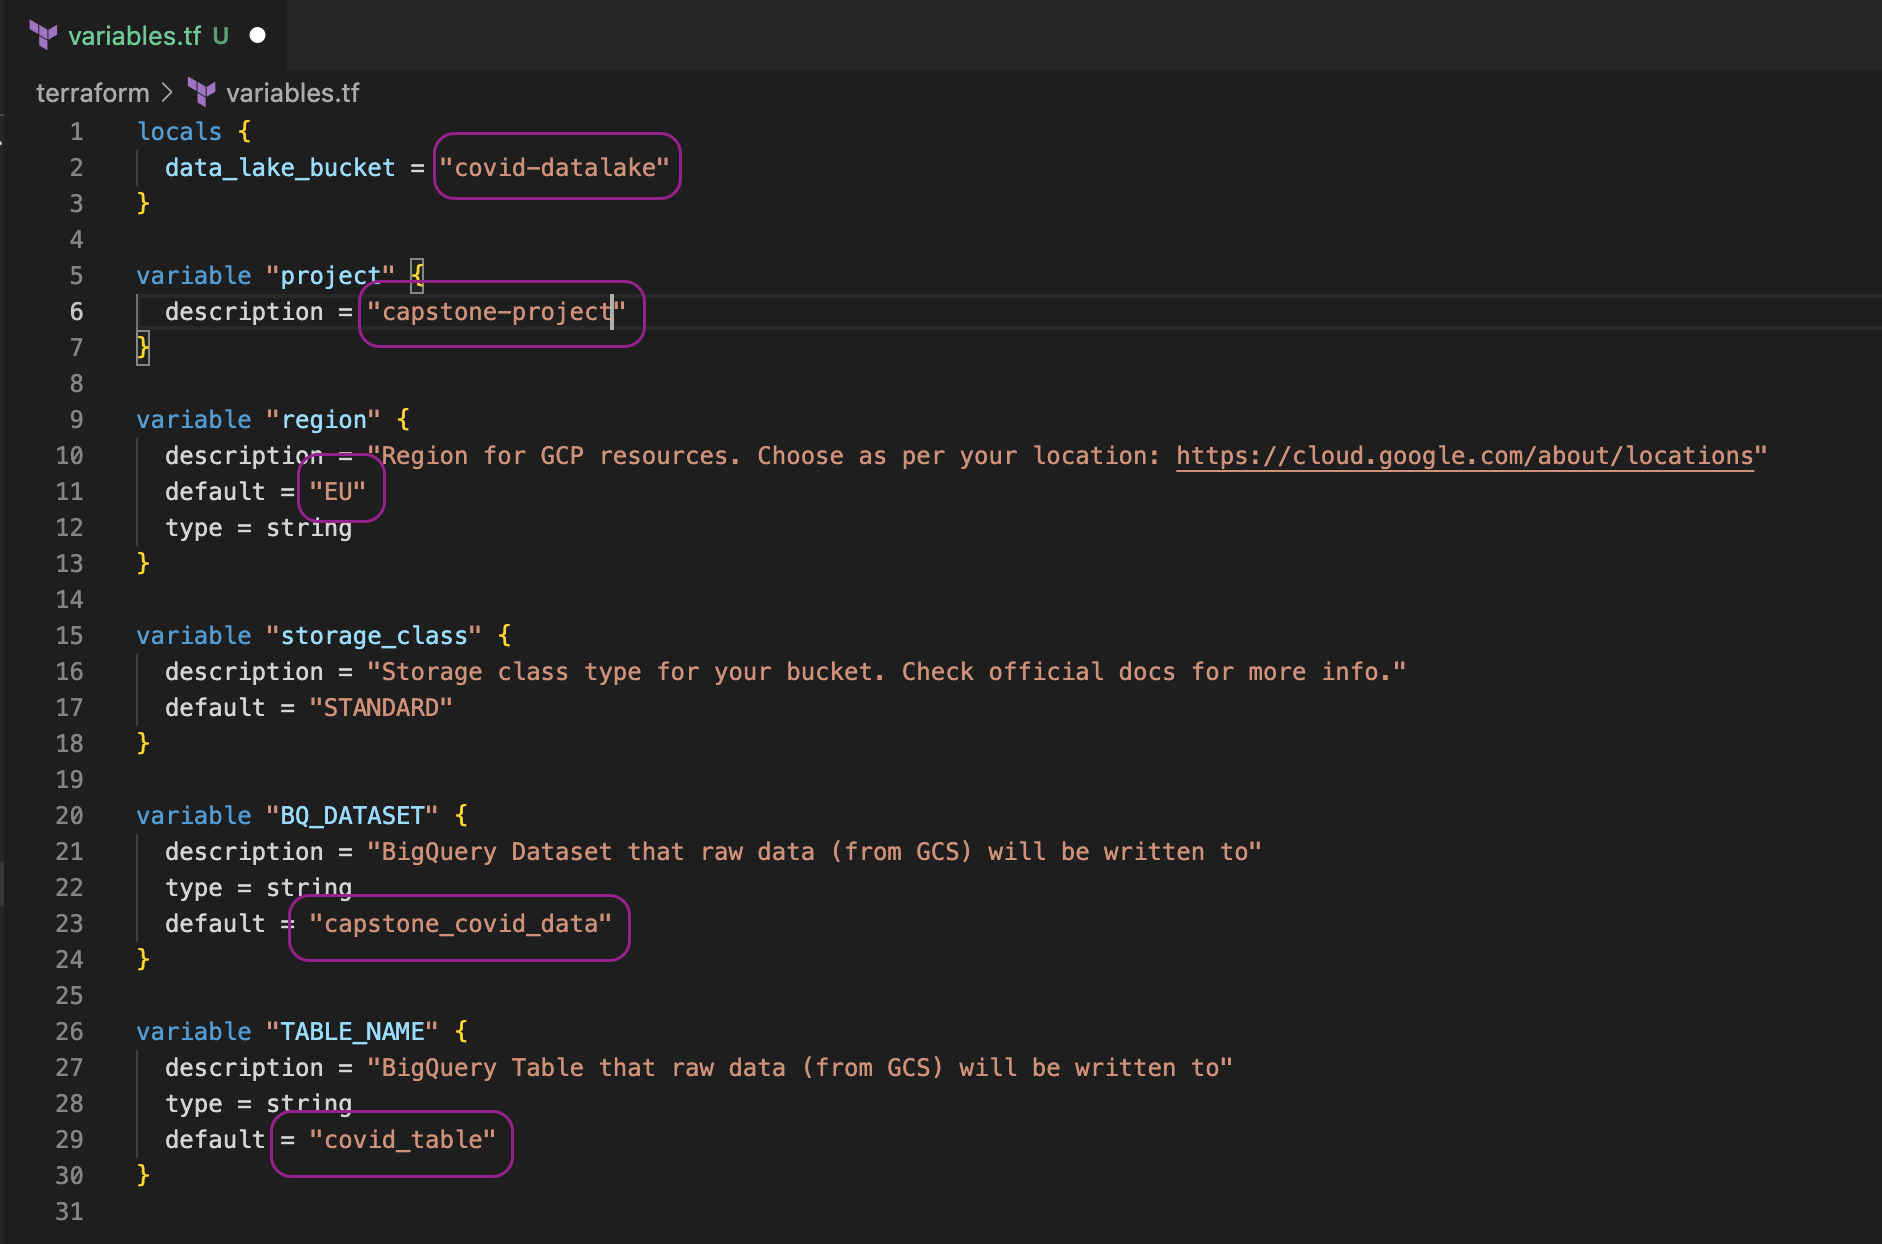 variables.tf U
terraform > variables.tf
1 locals {
2 data_lake_bucket = "covid-datalake"
3 }
4
5 variable "project" {
6 description = "capstone-project"
7 }
8
9 variable "region" {
10 description = "Region for GCP resources. Choose as per your location: https://cloud.google.com/about/locations"
11 default = "EU"
12 type = string
13 }
14
15 variable "storage_class" {
16 description = "Storage class type for your bucket. Check official docs for more info."
17 default = "STANDARD"
18 }
19
20 variable "BQ_DATASET" {
21 description = "BigQuery Dataset that raw data (from GCS) will be written to"
22 type = string
23 default = "capstone_covid_data"
24 }
25
26 variable "TABLE_NAME" {
27 description = "BigQuery Table that raw data (from GCS) will be written to"
28 type = string
29 default = "covid_table"
30 }
31